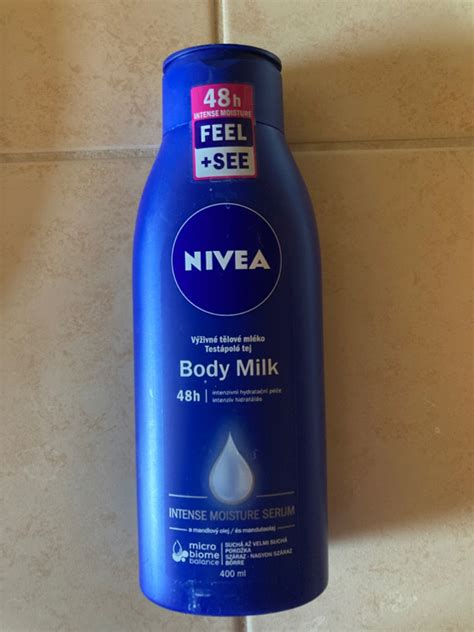 48h
INTENSE MOISTURE
FEEL
+SEE
NIVEA
Výživné tělové mléko
Testápoló tej
Body Milk
48h
intenzivní hydratační péče
intenzív hidratálás
INTENSE MOISTURE SERUM
a mandlový olej / és mandulaolaj
micro
biome
balance
SUCHÁ AŽ VELMI SUCHÁ
POKOŽKA
SZÁRAZ - NAGYON SZÁRAZ
BŐRRE
400 ml